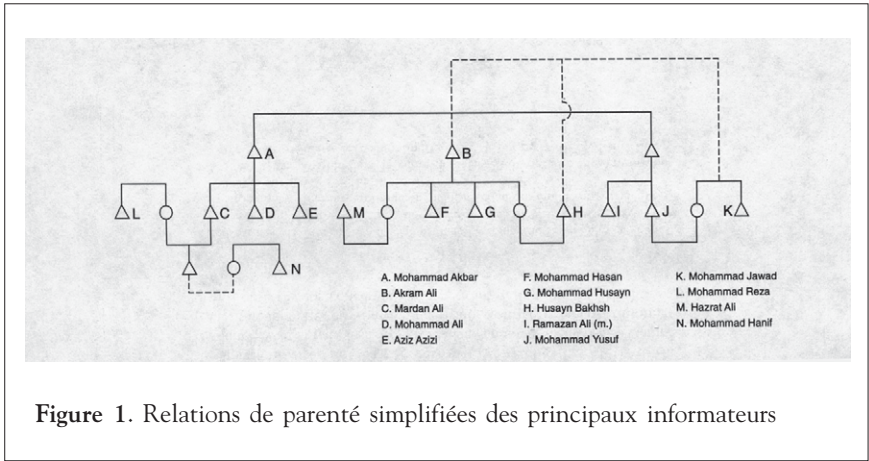 A
B
L
C
D
E
M
F
G
H
I
J
K
N
A. Mohammad Akbar
B. Akram Ali
C. Mardan Ali
D. Mohammad Ali
E. Aziz Azizi
F. Mohammad Hasan
G. Mohammad Husayn
H. Husayn Bakhsh
I. Ramazan Ali (m.)
J. Mohammad Yusuf
K. Mohammad Jawad
L. Mohammad Reza
M. Hazrat Ali
N. Mohammad Hanif
Figure 1. Relations de parenté simplifiées des principaux informateurs